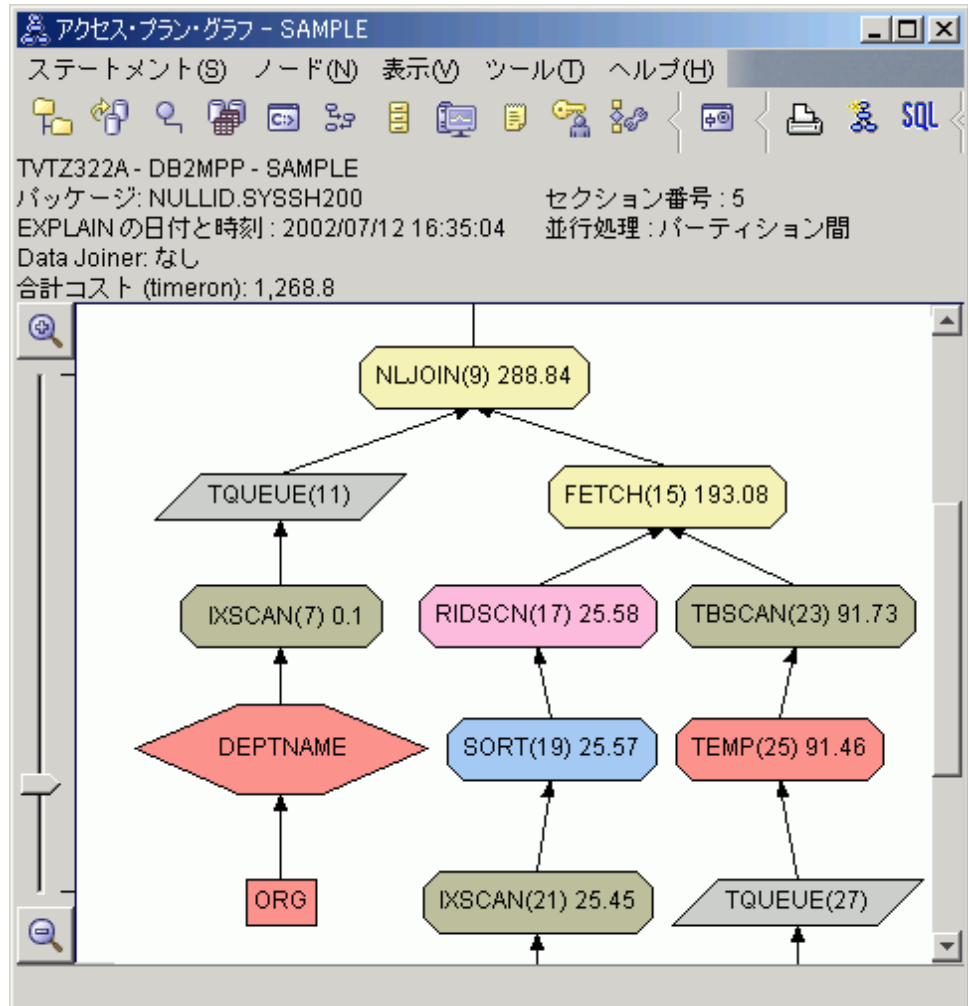 アクセス・プラン・グラフ - SAMPLE
ステートメント(S) ノード(N) 表示(V) ツール(T) ヘルプ(H)
C:> SQL
TVTZ322A - DB2MPP - SAMPLE
パッケージ: NULLID.SYSSH200 セクション番号 : 5
EXPLAIN の日付と時刻 : 2002/07/12 16:35:04 並行処理 : パーティション間
Data Joiner: なし
合計コスト (timeron): 1,268.8
NLJOIN(9) 288.84
TQUEUE(11) FETCH(15) 193.08
IXSCAN(7) 0.1 RIDSCN(17) 25.58 TBSCAN(23) 91.73
DEPTNAME SORT(19) 25.57 TEMP(25) 91.46
ORG IXSCAN(21) 25.45 TQUEUE(27)